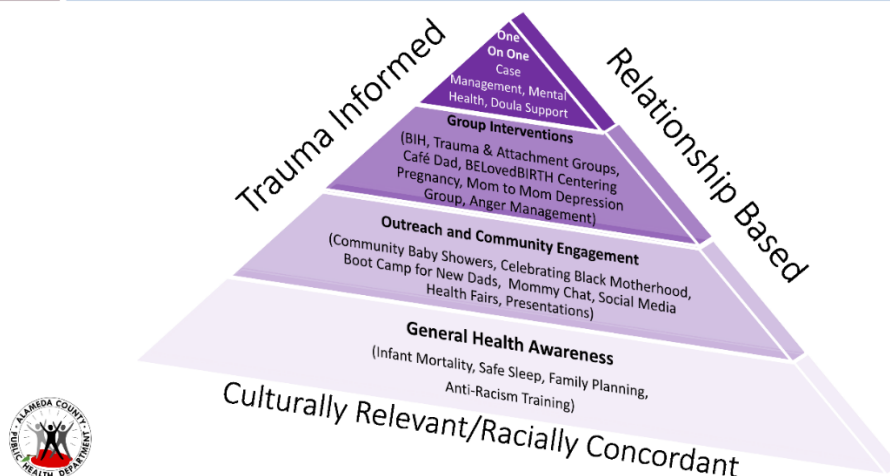 Trauma Informed
Relationship Based
One
On One
Case
Management, Mental
Health, Doula Support
Group Interventions
(BIH, Trauma & Attachment Groups,
Café Dad, BELovedBIRTH Centering
Pregnancy, Mom to Mom Depression
Group, Anger Management)
Outreach and Community Engagement
(Community Baby Showers, Celebrating Black Motherhood,
Boot Camp for New Dads, Mommy Chat, Social Media
Health Fairs, Presentations)
General Health Awareness
(Infant Mortality, Safe Sleep, Family Planning,
Anti-Racism Training)
Culturally Relevant/Racially Concordant
ALAMEDA COUNTY
PUBLIC HEALTH DEPARTMENT